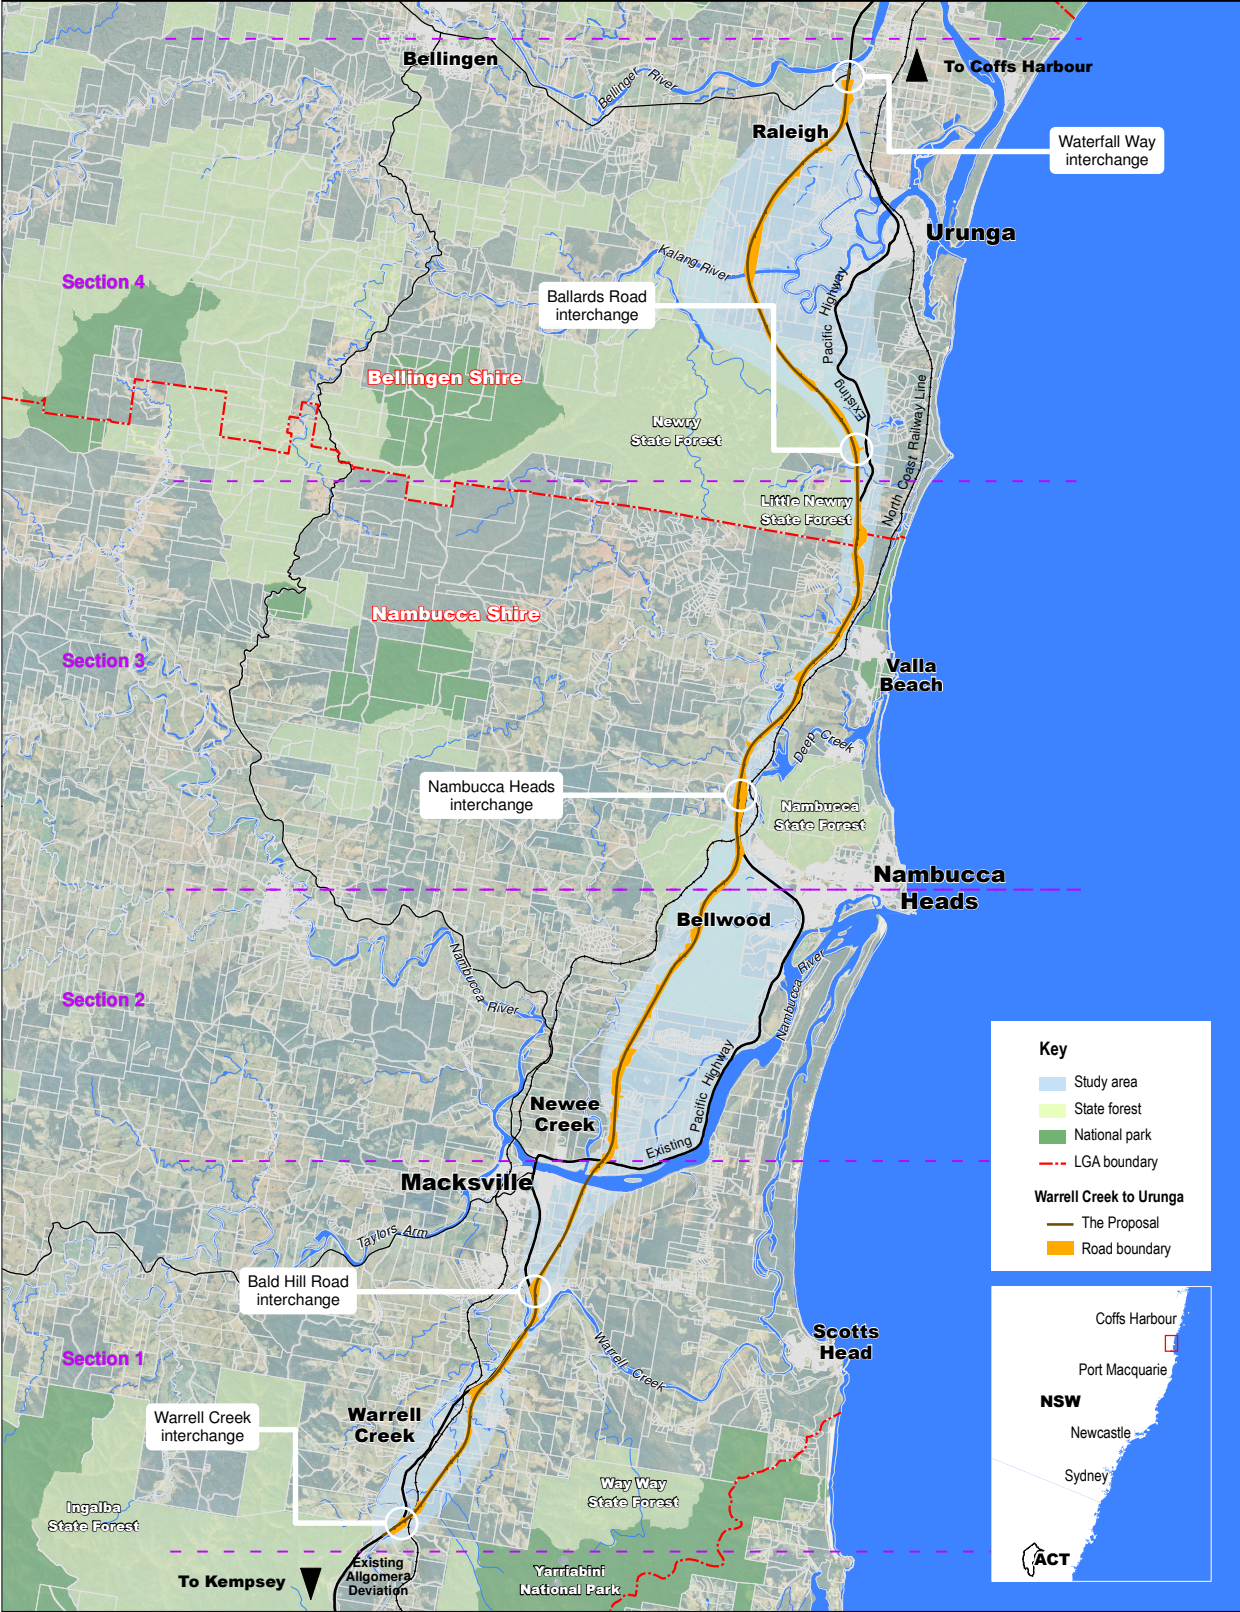 Bellingen
To Coffs Harbour
Bellinger River
Raleigh
Waterfall Way
interchange
Urunga
Kalang River
Section 4
Ballards Road
interchange
Existing Pacific Highway
Bellingen Shire
Newry
State Forest
North Coast Railway Line
Little Newry
State Forest
Nambucca Shire
Section 3
Valla
Beach
Deep Creek
Nambucca Heads
interchange
Nambucca
State Forest
Nambucca
Heads
Bellwood
Nambucca River
Nambucca River
Section 2
Existing Pacific Highway
Newee
Creek
Macksville
Taylors Arm
Bald Hill Road
interchange
Warrell Creek
Scotts
Head
Section 1
Warrell
Creek
Warrell Creek
interchange
Way Way
State Forest
Ingalba
State Forest
Existing
Allgomera
Deviation
To Kempsey
Yarriabini
National Park
Key
Study area
State forest
National park
LGA boundary
Warrell Creek to Urunga
The Proposal
Road boundary
Coffs Harbour
Port Macquarie
NSW
Newcastle
Sydney
ACT